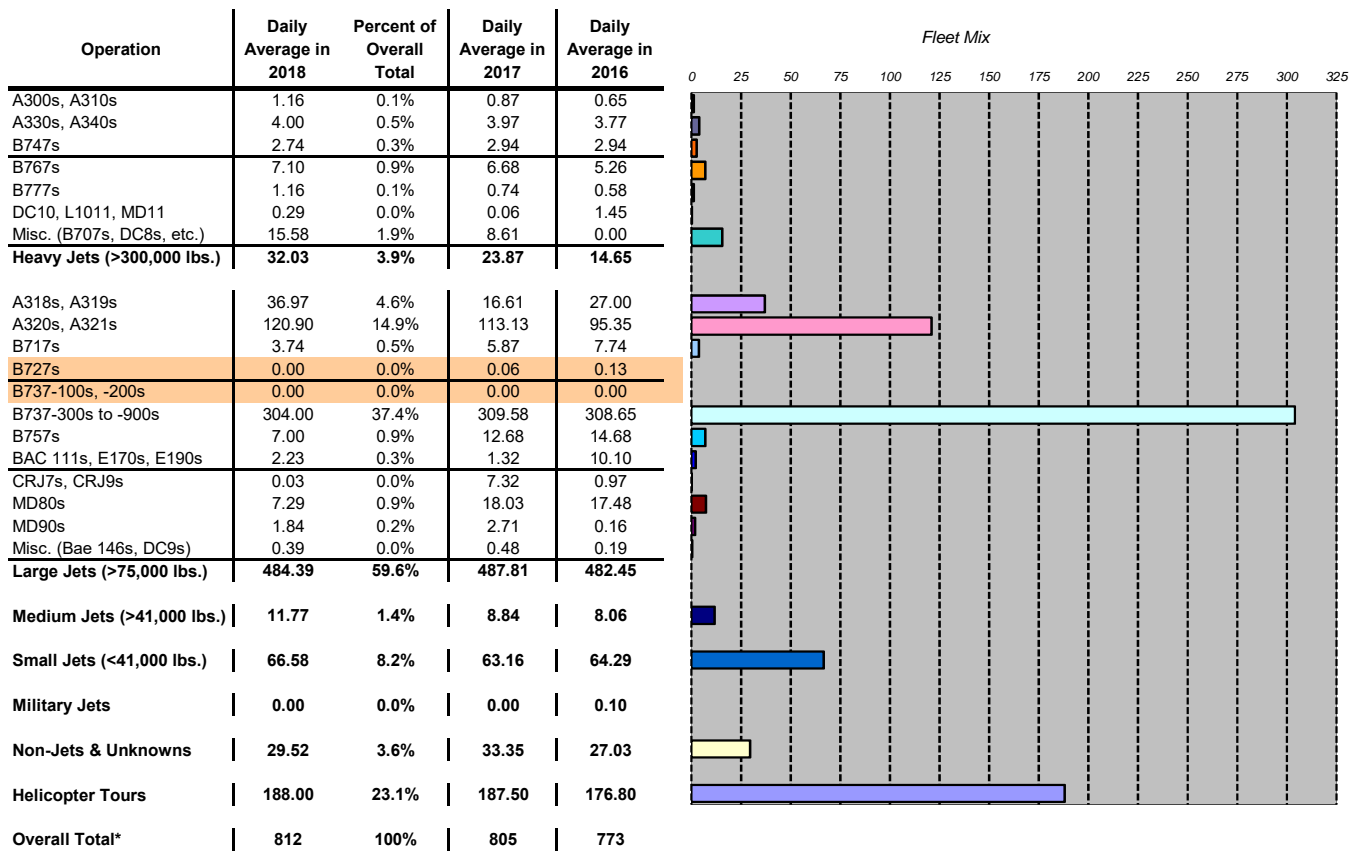 Operation Daily Average in 2018 Percent of Overall Total Daily Average in 2017 Daily Average in 2016
Fleet Mix
0 25 50 75 100 125 150 175 200 225 250 275 300 325
A300s, A310s 1.16 0.1% 0.87 0.65
A330s, A340s 4.00 0.5% 3.97 3.77
B747s 2.74 0.3% 2.94 2.94
B767s 7.10 0.9% 6.68 5.26
B777s 1.16 0.1% 0.74 0.58
DC10, L1011, MD11 0.29 0.0% 0.06 1.45
Misc. (B707s, DC8s, etc.) 15.58 1.9% 8.61 0.00
Heavy Jets (>300,000 lbs.) 32.03 3.9% 23.87 14.65
A318s, A319s 36.97 4.6% 16.61 27.00
A320s, A321s 120.90 14.9% 113.13 95.35
B717s 3.74 0.5% 5.87 7.74
B727s 0.00 0.0% 0.06 0.13
B737-100s, -200s 0.00 0.0% 0.00 0.00
B737-300s to -900s 304.00 37.4% 309.58 308.65
B757s 7.00 0.9% 12.68 14.68
BAC 111s, E170s, E190s 2.23 0.3% 1.32 10.10
CRJ7s, CRJ9s 0.03 0.0% 7.32 0.97
MD80s 7.29 0.9% 18.03 17.48
MD90s 1.84 0.2% 2.71 0.16
Misc. (Bae 146s, DC9s) 0.39 0.0% 0.48 0.19
Large Jets (>75,000 lbs.) 484.39 59.6% 487.81 482.45
Medium Jets (>41,000 lbs.) 11.77 1.4% 8.84 8.06
Small Jets (<41,000 lbs.) 66.58 8.2% 63.16 64.29
Military Jets 0.00 0.0% 0.00 0.10
Non-Jets & Unknowns 29.52 3.6% 33.35 27.03
Helicopter Tours 188.00 23.1% 187.50 176.80
Overall Total* 812 100% 805 773